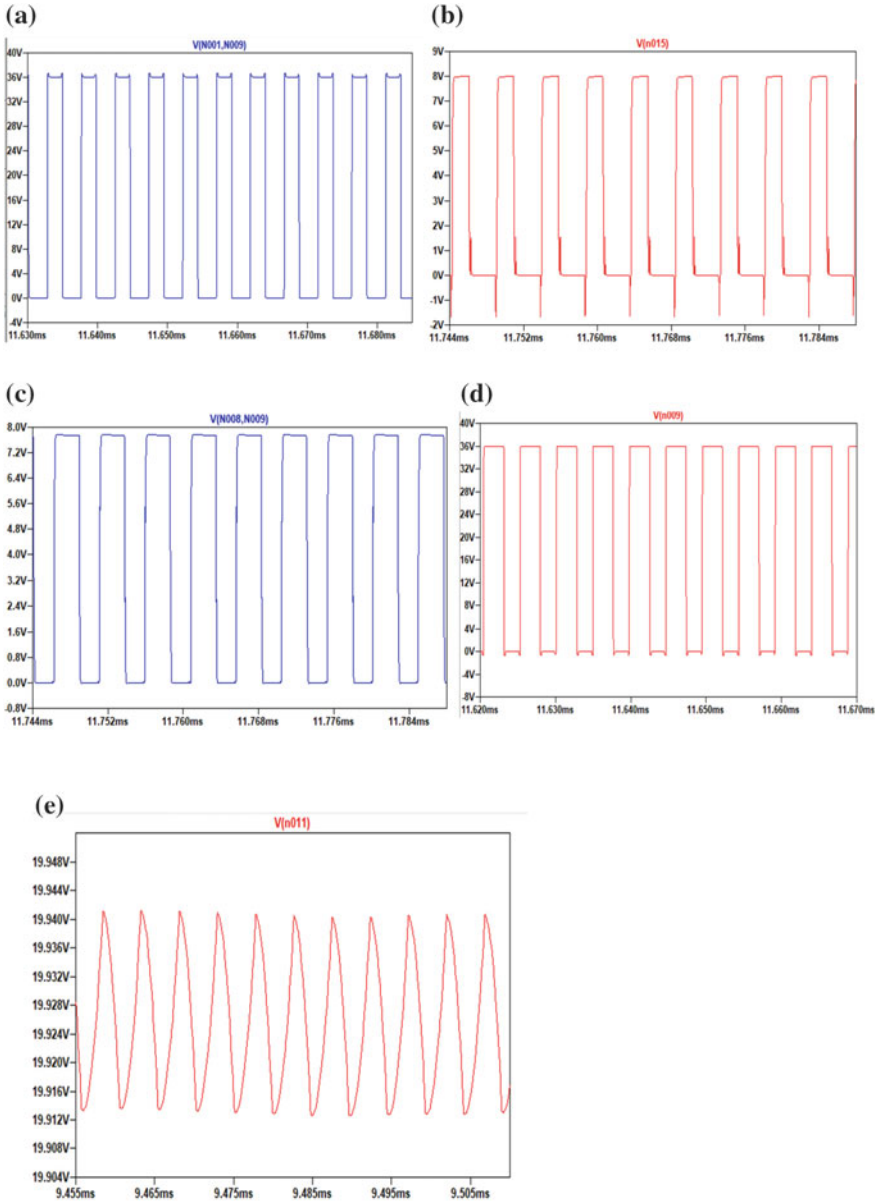 (a)
V(N001,N009)
40V
36V
32V
28V
24V
20V
16V
12V
8V
4V
0V
-4V
11.630ms 11.640ms 11.650ms 11.660ms 11.670ms 11.680ms
(b)
V(n015)
9V
8V
7V
6V
5V
4V
3V
2V
1V
0V
-1V
-2V
11.744ms 11.752ms 11.760ms 11.768ms 11.776ms 11.784ms
(c)
V(N008,N009)
8.0V
7.2V
6.4V
5.6V
4.8V
4.0V
3.2V
2.4V
1.6V
0.8V
0.0V
-0.8V
11.744ms 11.752ms 11.760ms 11.768ms 11.776ms 11.784ms
(d)
V(n009)
40V
36V
32V
28V
24V
20V
16V
12V
8V
4V
0V
-4V
-8V
11.620ms 11.630ms 11.640ms 11.650ms 11.660ms 11.670ms
(e)
V(n011)
19.948V
19.944V
19.940V
19.936V
19.932V
19.928V
19.924V
19.920V
19.916V
19.912V
19.908V
19.904V
9.455ms 9.465ms 9.475ms 9.485ms 9.495ms 9.505ms